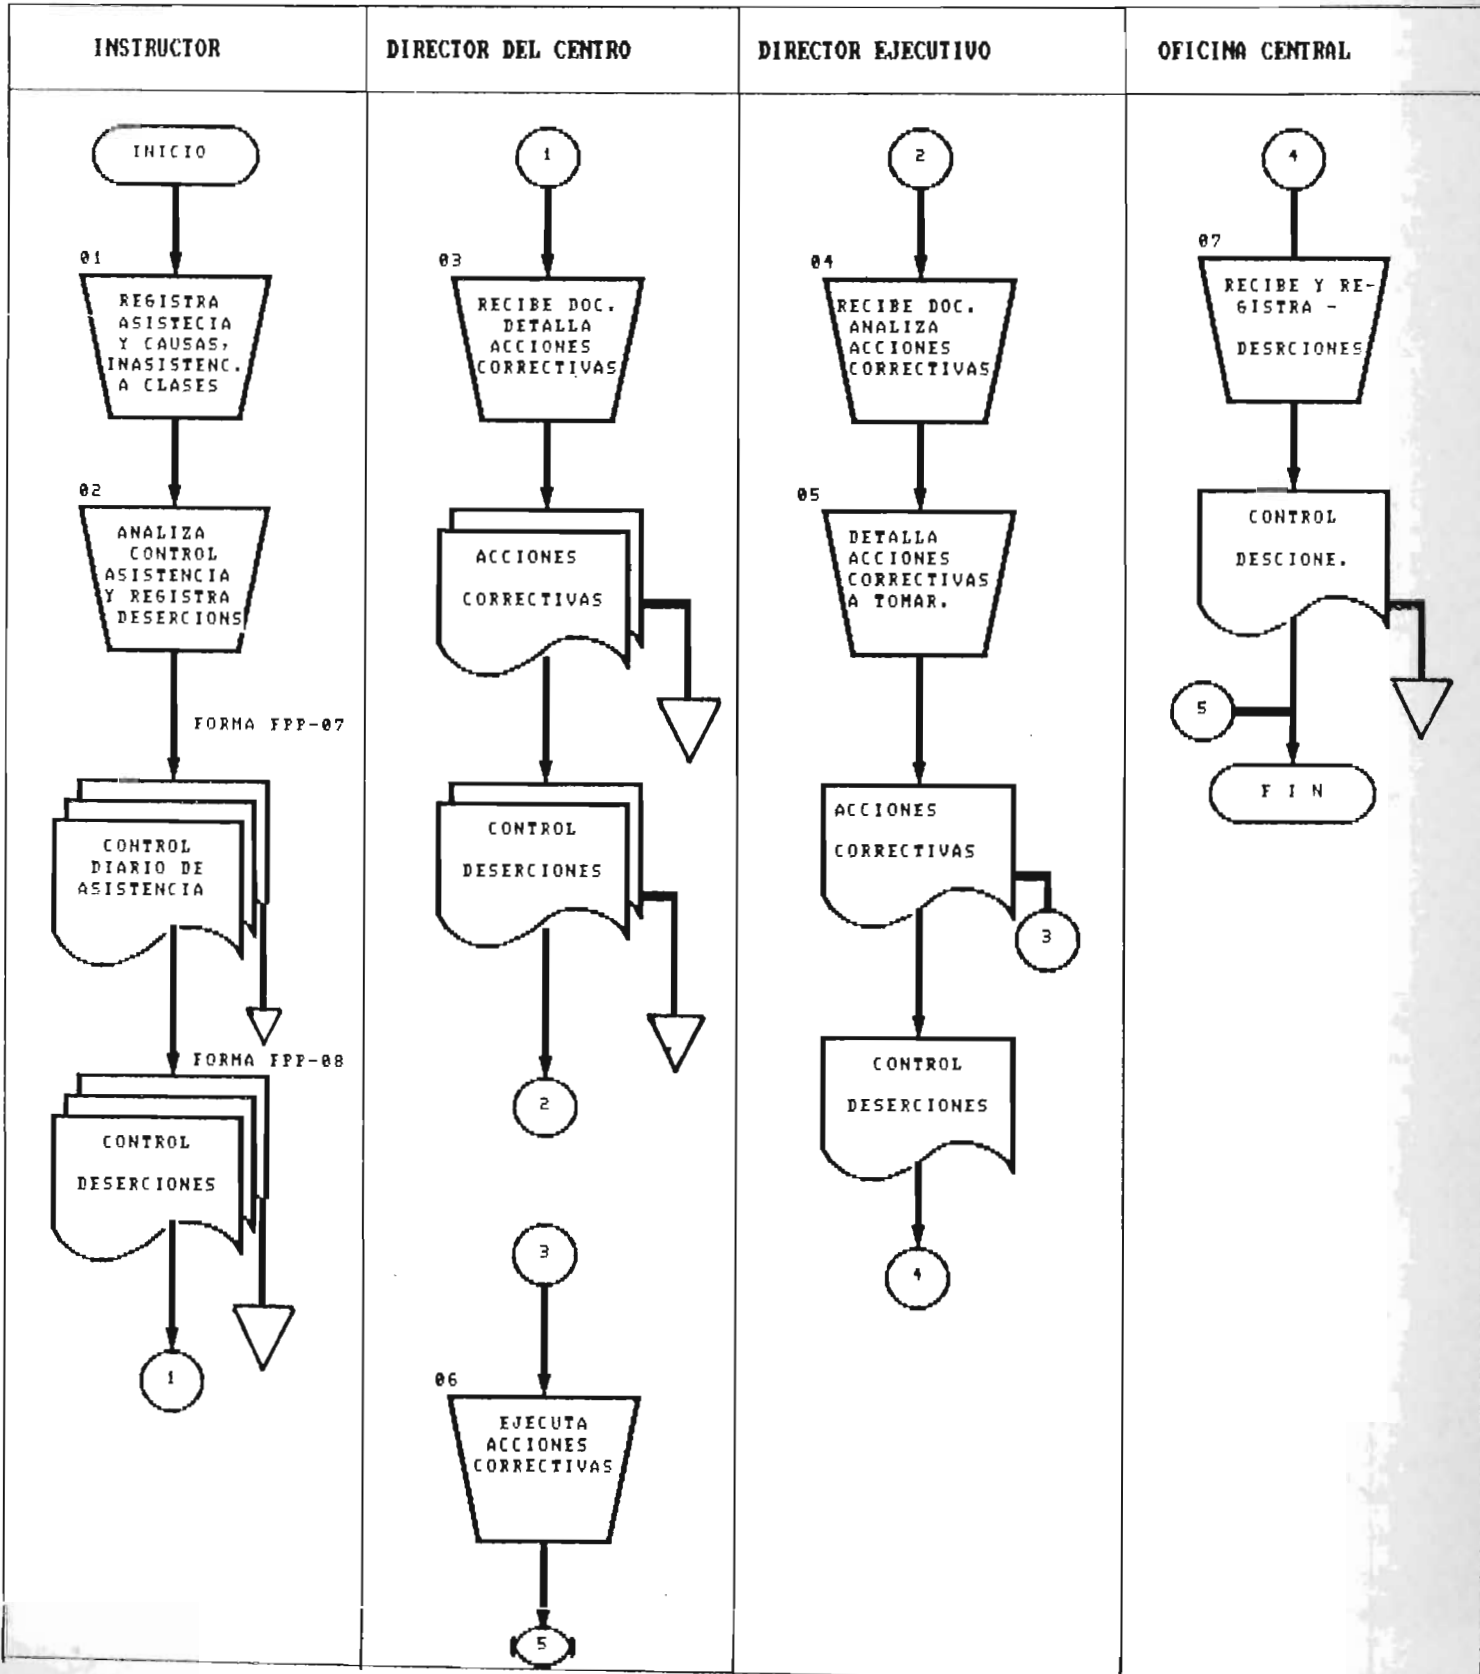 INSTRUCTOR
DIRECTOR DEL CENTRO
DIRECTOR EJECUTIVO
OFICINA CENTRAL
INICIO
01
REGISTRA
ASISTECIA
Y CAUSAS,
INASISTENC.
A CLASES
02
ANALIZA
CONTROL
ASISTENCIA
Y REGISTRA
DESERCIONS
FORMA FPP-07
CONTROL
DIARIO DE
ASISTENCIA
FORMA FPP-08
CONTROL
DESERCIONES
1
1
03
RECIBE DOC.
DETALLA
ACCIONES
CORRECTIVAS
ACCIONES
CORRECTIVAS
CONTROL
DESERCIONES
2
3
06
EJECUTA
ACCIONES
CORRECTIVAS
5
2
04
RECIBE DOC.
ANALIZA
ACCIONES
CORRECTIVAS
05
DETALLA
ACCIONES
CORRECTIVAS
A TOMAR.
ACCIONES
CORRECTIVAS
3
CONTROL
DESERCIONES
4
4
07
RECIBE Y RE-
GISTRA -
DESRCIONES
CONTROL
DESCIONE.
5
F I N